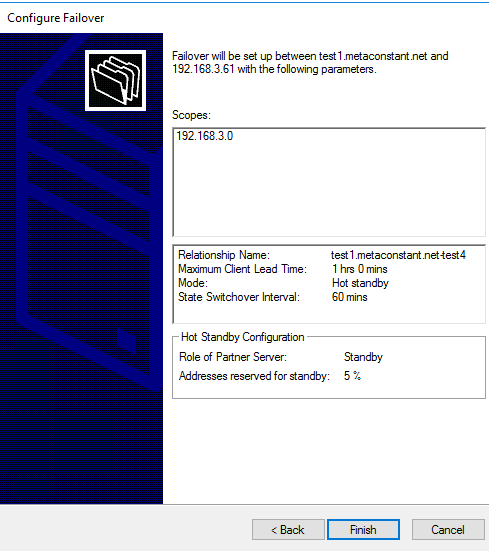 Configure Failover
Failover will be set up between test1.metaconstant.net and
192.168.3.61 with the following parameters.
Scopes:
192.168.3.0
Relationship Name: test1.metaconstant.net-test4
Maximum Client Lead Time: 1 hrs 0 mins
Mode: Hot standby
State Switchover Interval: 60 mins
Hot Standby Configuration
Role of Partner Server: Standby
Addresses reserved for standby: 5 %
< Back Finish Cancel